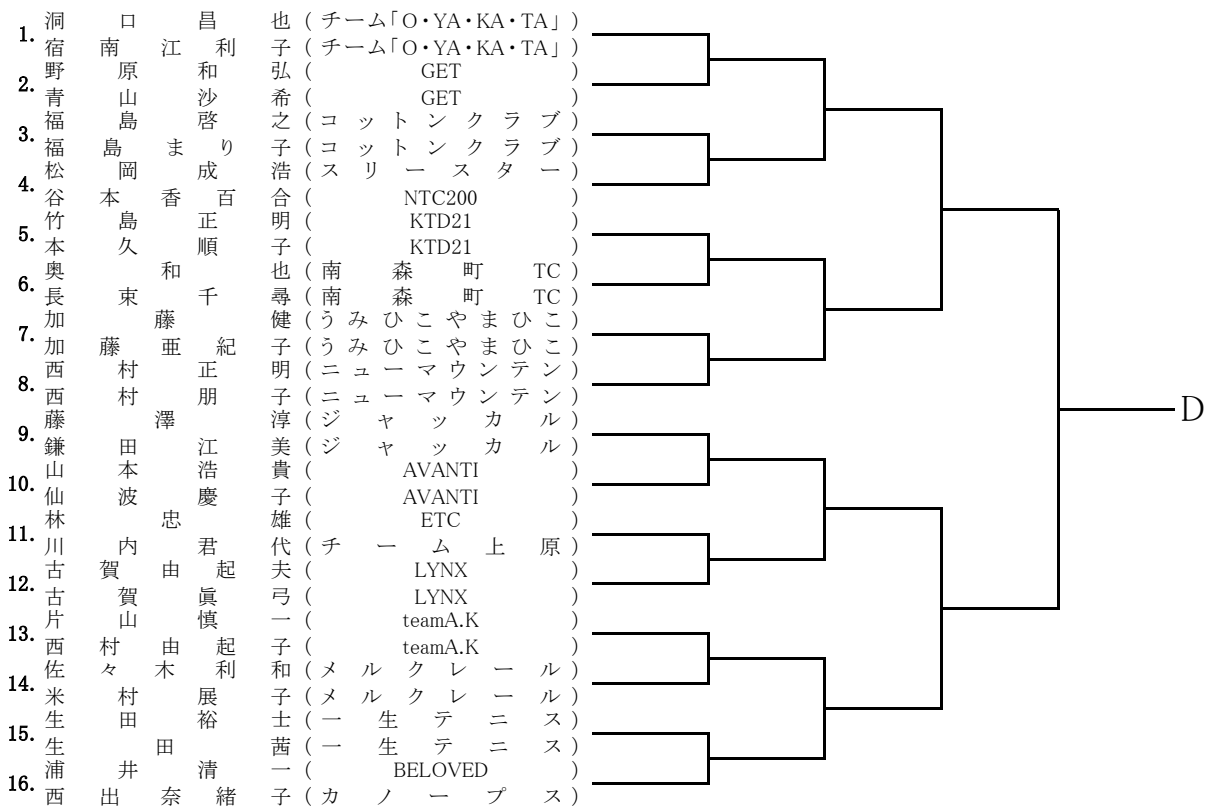 1. 洞口昌也(チーム「O・YA・KA・TA」)
宿南江利子(チーム「O・YA・KA・TA」)
2. 野原和弘(GET)
青山沙希(GET)
3. 福島啓之(コットンクラブ)
福島まり子(コットンクラブ)
4. 松岡成浩(スリースター)
谷本香百合(NTC200)
5. 竹島正明(KTD21)
本久順子(KTD21)
6. 奥和也(南森町TC)
長束千尋(南森町TC)
7. 加藤健(うみひこやまひこ)
加藤亜紀子(うみひこやまひこ)
8. 西村正明(ニューマウンテン)
西村朋子(ニューマウンテン)
9. 藤澤淳(ジャッカル)
鎌田江美(ジャッカル)
10. 山本浩貴(AVANTI)
仙波慶子(AVANTI)
11. 林忠雄(ETC)
川内君代(チーム上原)
12. 古賀由起夫(LYNX)
古賀眞弓(LYNX)
13. 片山慎一(teamA.K)
西村由起子(teamA.K)
14. 佐々木利和(メルクレール)
米村展子(メルクレール)
15. 生田裕士(一生テニス)
生田茜(一生テニス)
16. 浦井清一(BELOVED)
西出奈緒子(カノープス)
D